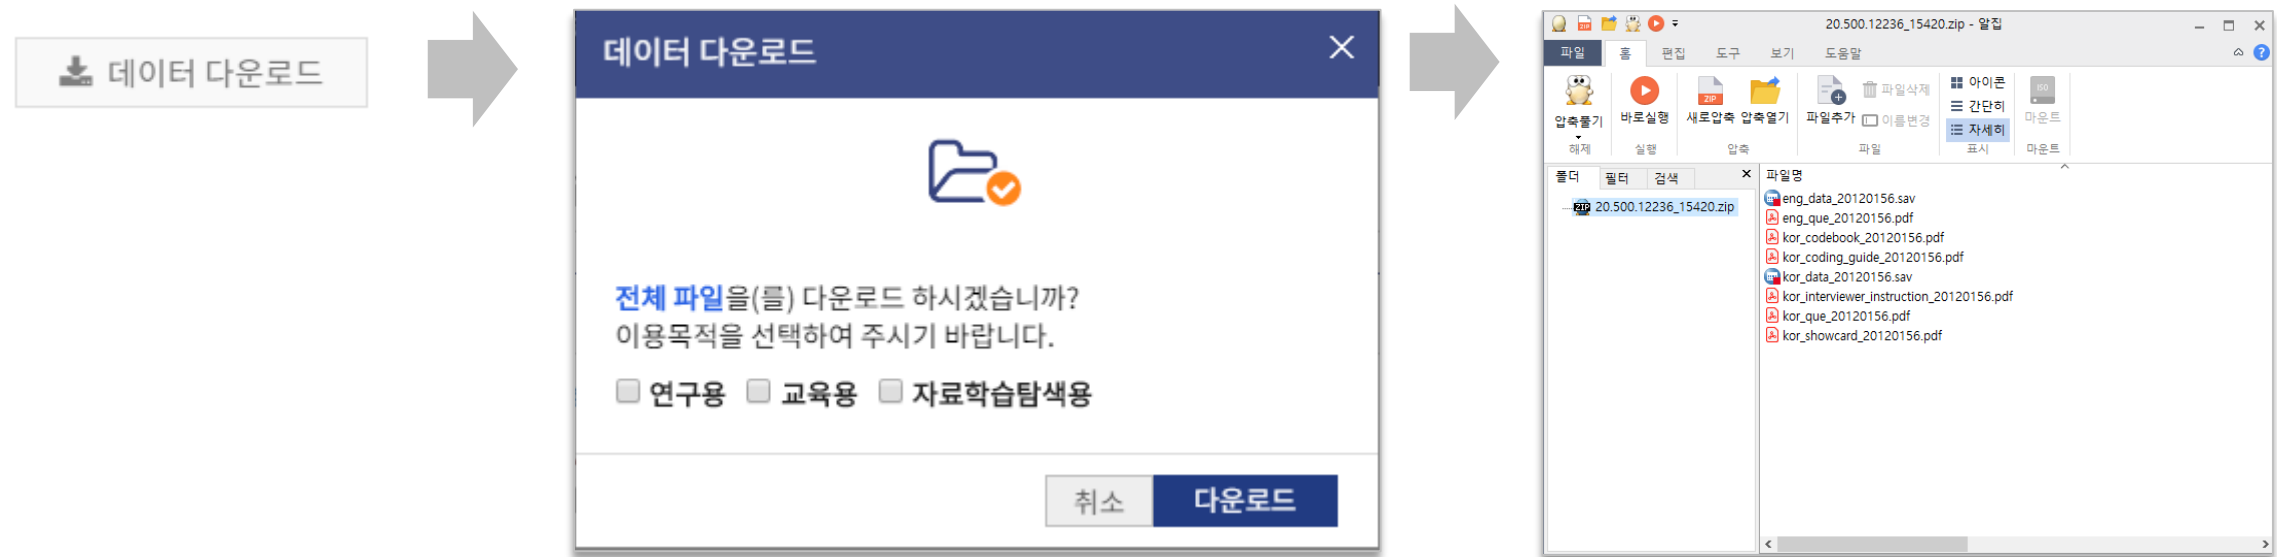 데이터 다운로드
데이터 다운로드
전체 파일을(를) 다운로드 하시겠습니까?
이용목적을 선택하여 주시기 바랍니다.
연구용 교육용 자료학습탐색용
취소 다운로드
20.500.12236_15420.zip - 알집
파일 홈 편집 도구 보기 도움말
압축풀기 바로실행 새로압축 압축열기 파일추가 파일삭제 이름변경 아이콘 간단히 자세히 마운트
해제 실행 압축 파일 표시 마운트
폴더 필터 검색
20.500.12236_15420.zip
파일명
eng_data_20120156.sav
eng_que_20120156.pdf
kor_codebook_20120156.pdf
kor_coding_guide_20120156.pdf
kor_data_20120156.sav
kor_interviewer_instruction_20120156.pdf
kor_que_20120156.pdf
kor_showcard_20120156.pdf